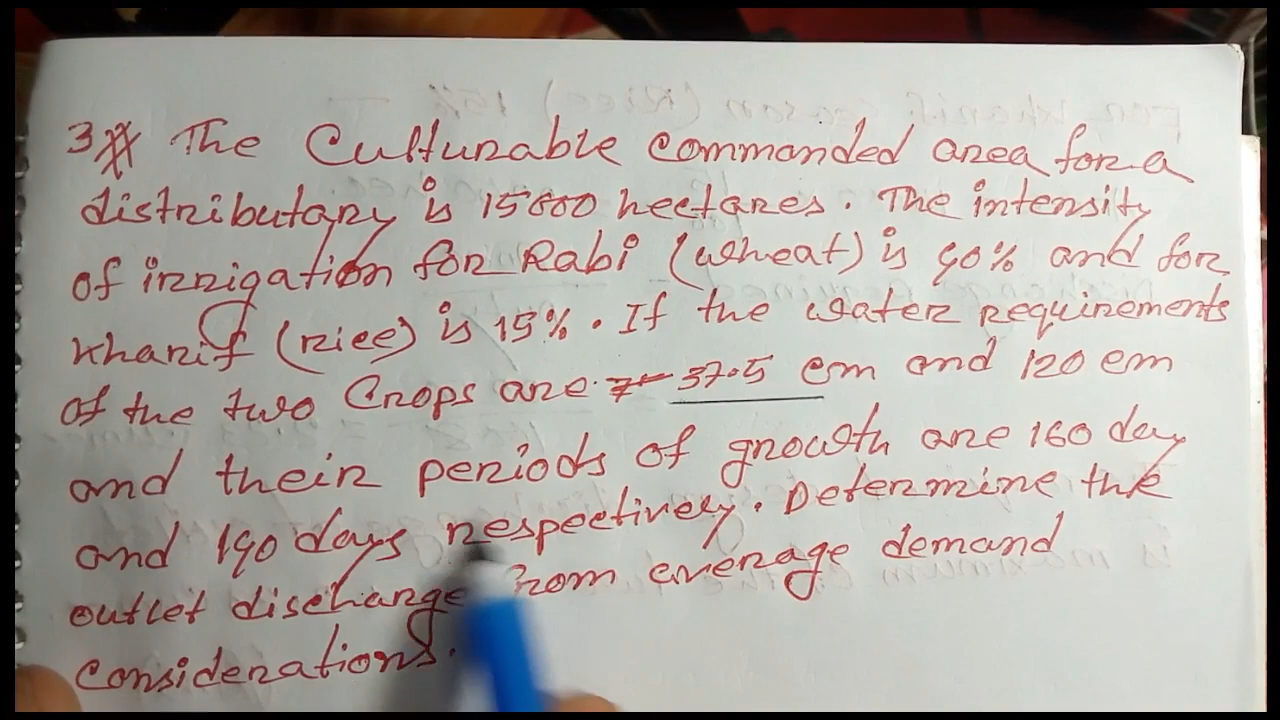 3 The Culturable commanded area for a
distributary is 15000 hectares. The intensity
of irrigation for Rabi (wheat) is 40% and for
kharif (rice) is 15%. If the water requirements
of the two Crops are 37.5 cm and 120 cm
and their periods of growth are 160 day
and 140 days respectively. Determine the
outlet discharge from average demand
considerations.